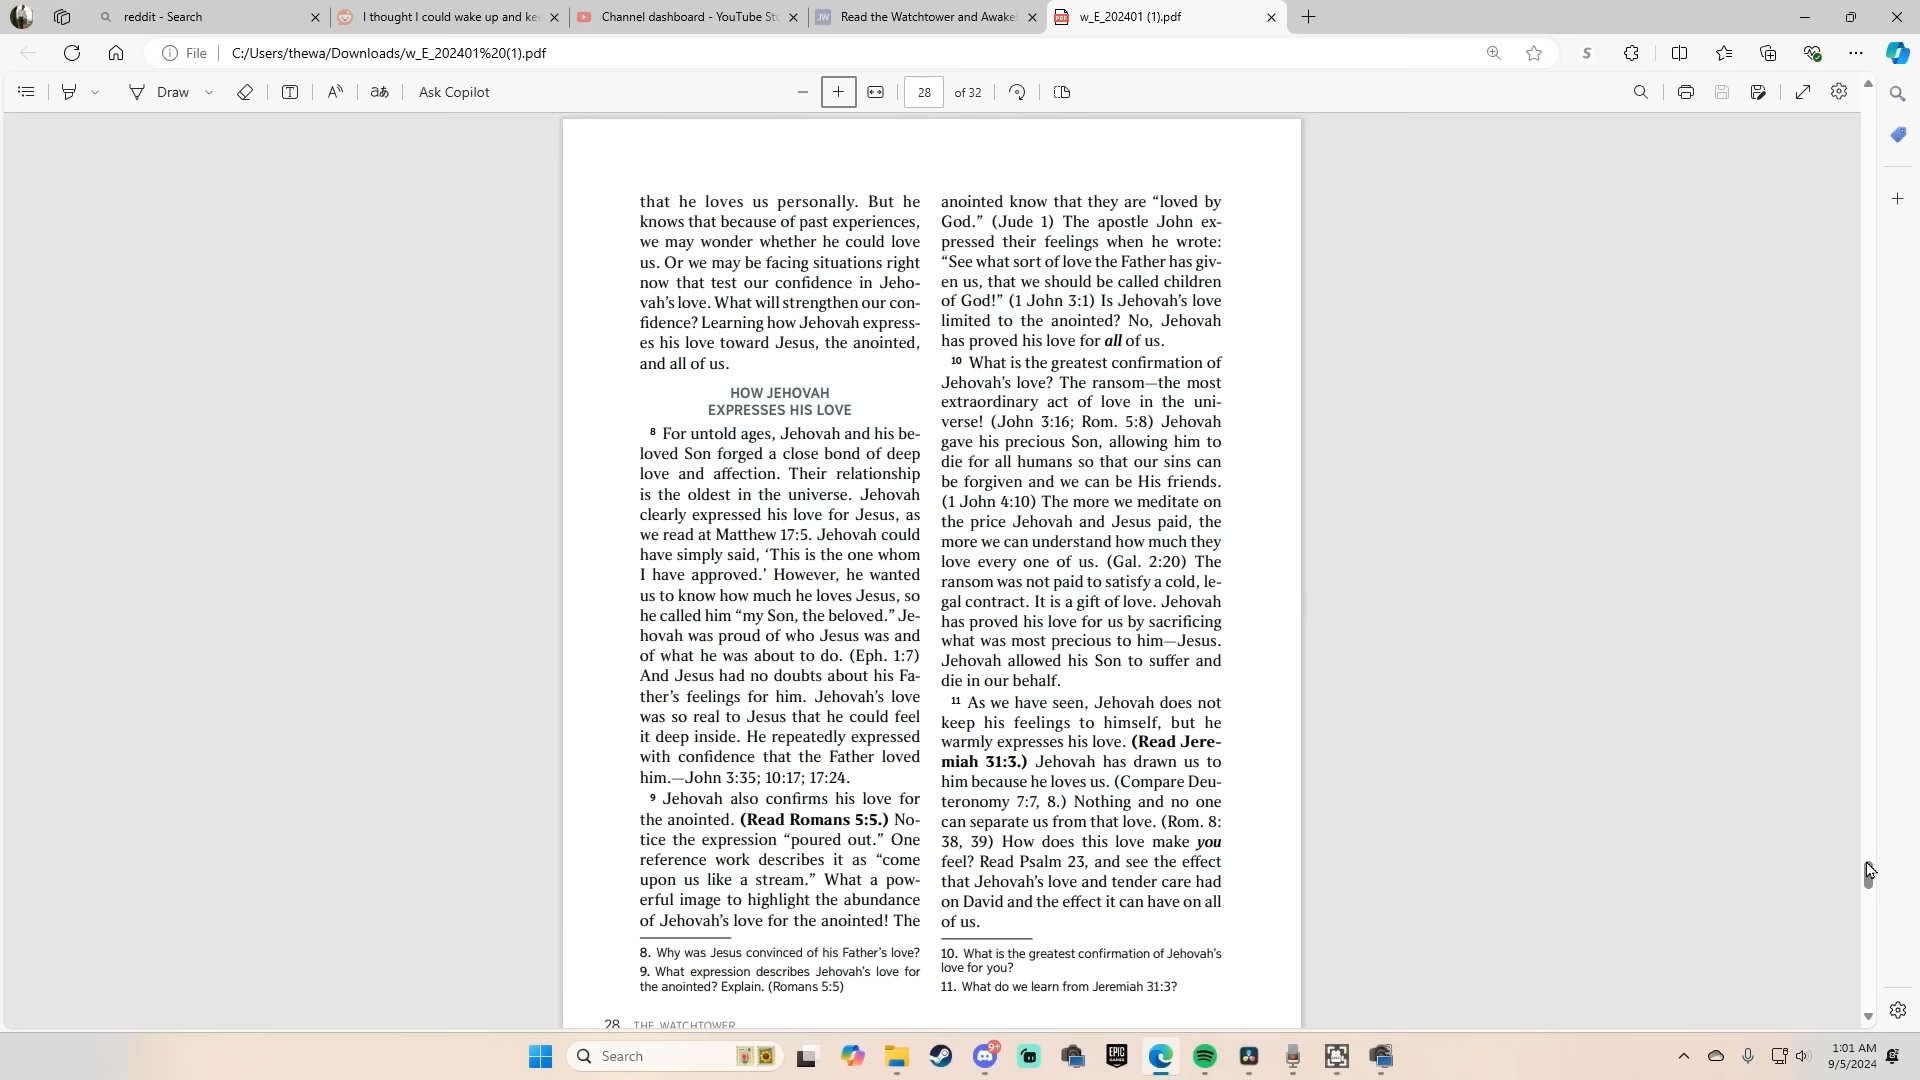 reddit - Search
I thought I could wake up and ke
Channel dashboard - YouTube St
Read the Watchtower and Awake
w_E_202401 (1).pdf
File
C:/Users/thewa/Downloads/w_E_202401%20(1).pdf
Draw
Ask Copilot
28
of 32
that he loves us personally. But he
knows that because of past experiences,
we may wonder whether he could love
us. Or we may be facing situations right
now that test our confidence in Jeho-
vah’s love. What will strengthen our con-
fidence? Learning how Jehovah express-
es his love toward Jesus, the anointed,
and all of us.
HOW JEHOVAH
EXPRESSES HIS LOVE
8 For untold ages, Jehovah and his be-
loved Son forged a close bond of deep
love and affection. Their relationship
is the oldest in the universe. Jehovah
clearly expressed his love for Jesus, as
we read at Matthew 17:5. Jehovah could
have simply said, ‘This is the one whom
I have approved.’ However, he wanted
us to know how much he loves Jesus, so
he called him “my Son, the beloved.” Je-
hovah was proud of who Jesus was and
of what he was about to do. (Eph. 1:7)
And Jesus had no doubts about his Fa-
ther’s feelings for him. Jehovah’s love
was so real to Jesus that he could feel
it deep inside. He repeatedly expressed
with confidence that the Father loved
him.—John 3:35; 10:17; 17:24.
9 Jehovah also confirms his love for
the anointed. (Read Romans 5:5.) No-
tice the expression “poured out.” One
reference work describes it as “come
upon us like a stream.” What a pow-
erful image to highlight the abundance
of Jehovah’s love for the anointed! The
8. Why was Jesus convinced of his Father’s love?
9. What expression describes Jehovah’s love for
the anointed? Explain. (Romans 5:5)
anointed know that they are “loved by
God.” (Jude 1) The apostle John ex-
pressed their feelings when he wrote:
“See what sort of love the Father has giv-
en us, that we should be called children
of God!” (1 John 3:1) Is Jehovah’s love
limited to the anointed? No, Jehovah
has proved his love for all of us.
10 What is the greatest confirmation of
Jehovah’s love? The ransom—the most
extraordinary act of love in the uni-
verse! (John 3:16; Rom. 5:8) Jehovah
gave his precious Son, allowing him to
die for all humans so that our sins can
be forgiven and we can be His friends.
(1 John 4:10) The more we meditate on
the price Jehovah and Jesus paid, the
more we can understand how much they
love every one of us. (Gal. 2:20) The
ransom was not paid to satisfy a cold, le-
gal contract. It is a gift of love. Jehovah
has proved his love for us by sacrificing
what was most precious to him—Jesus.
Jehovah allowed his Son to suffer and
die in our behalf.
11 As we have seen, Jehovah does not
keep his feelings to himself, but he
warmly expresses his love. (Read Jere-
miah 31:3.) Jehovah has drawn us to
him because he loves us. (Compare Deu-
teronomy 7:7, 8.) Nothing and no one
can separate us from that love. (Rom. 8:
38, 39) How does this love make you
feel? Read Psalm 23, and see the effect
that Jehovah’s love and tender care had
on David and the effect it can have on all
of us.
10. What is the greatest confirmation of Jehovah’s
love for you?
11. What do we learn from Jeremiah 31:3?
28 THE WATCHTOWER
Search
9+
EPIC
GAMES
1:01 AM
9/5/2024